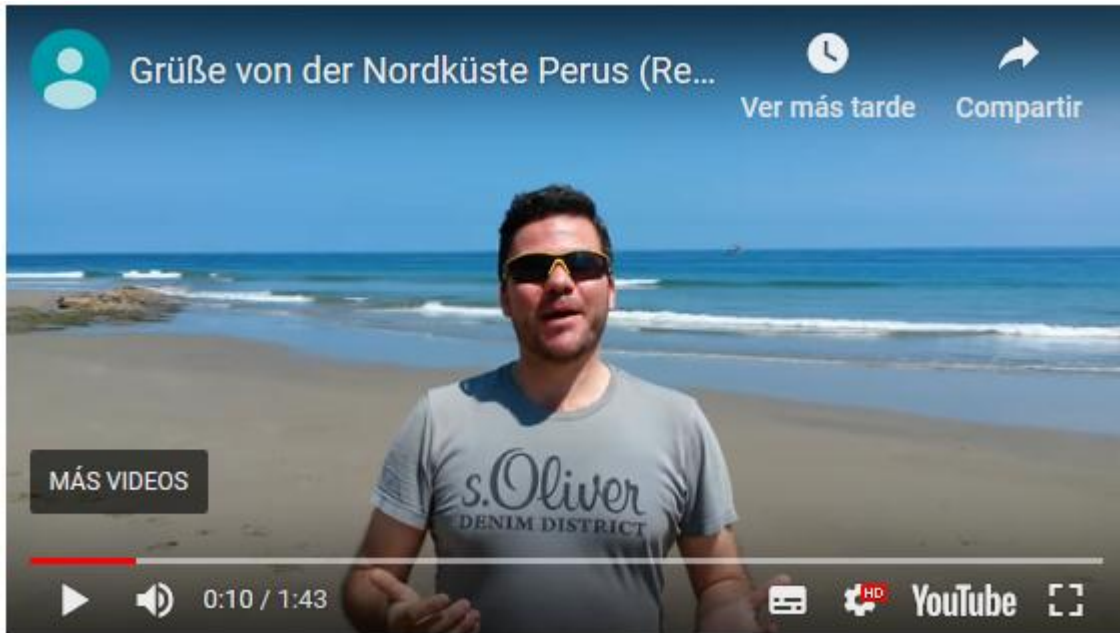 Grüße von der Nordküste Perus (Re...
Ver más tarde
Compartir
s.Oliver
DENIM DISTRICT
MÁS VIDEOS
0:10 / 1:43
HD
YouTube